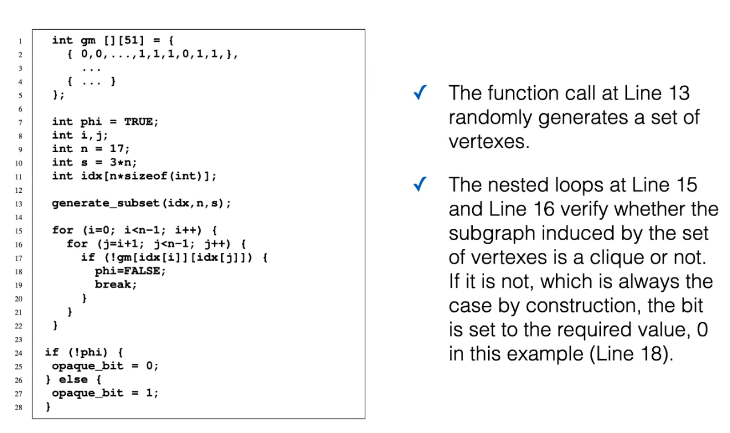 1 int gm [][51] = {
2 { 0,0,...,1,1,1,0,1,1,},
3 ...
4 { ... }
5 };
6
7 int phi = TRUE;
8 int i,j;
9 int n = 17;
10 int s = 3*n;
11 int idx[n*sizeof(int)];
12
13 generate_subset(idx,n,s);
14
15 for (i=0; i<n-1; i++) {
16 for (j=i+1; j<n-1; j++) {
17 if (!gm[idx[i]][idx[j]]) {
18 phi=FALSE;
19 break;
20 }
21 }
22 }
23
24 if (!phi) {
25 opaque_bit = 0;
26 } else {
27 opaque_bit = 1;
28 }
✓ The function call at Line 13
randomly generates a set of
vertexes.
✓ The nested loops at Line 15
and Line 16 verify whether the
subgraph induced by the set
of vertexes is a clique or not.
If it is not, which is always the
case by construction, the bit
is set to the required value, 0
in this example (Line 18).